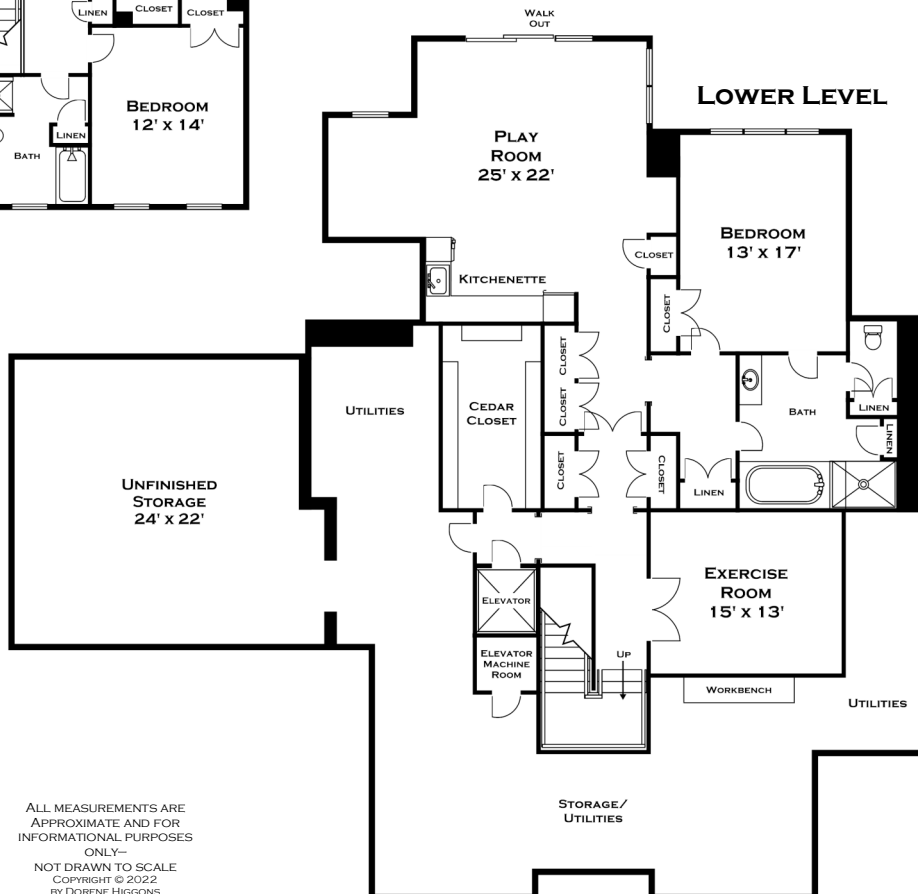 LINEN
CLOSET
CLOSET
BEDROOM
12' X 14'
LINEN
BATH
WALK
OUT
LOWER LEVEL
PLAY
ROOM
25' X 22'
BEDROOM
13' X 17'
CLOSET
KITCHENETTE
CLOSET
CLOSET
CLOSET
UTILITIES
CEDAR
CLOSET
BATH
LINEN
LINEN
CLOSET
CLOSET
LINEN
UNFINISHED
STORAGE
24' X 22'
EXERCISE
ROOM
15' X 13'
ELEVATOR
ELEVATOR
MACHINE
ROOM
UP
WORKBENCH
UTILITIES
STORAGE/
UTILITIES
ALL MEASUREMENTS ARE
APPROXIMATE AND FOR
INFORMATIONAL PURPOSES
ONLY—
NOT DRAWN TO SCALE
COPYRIGHT © 2022
BY DORENE HIGGONS